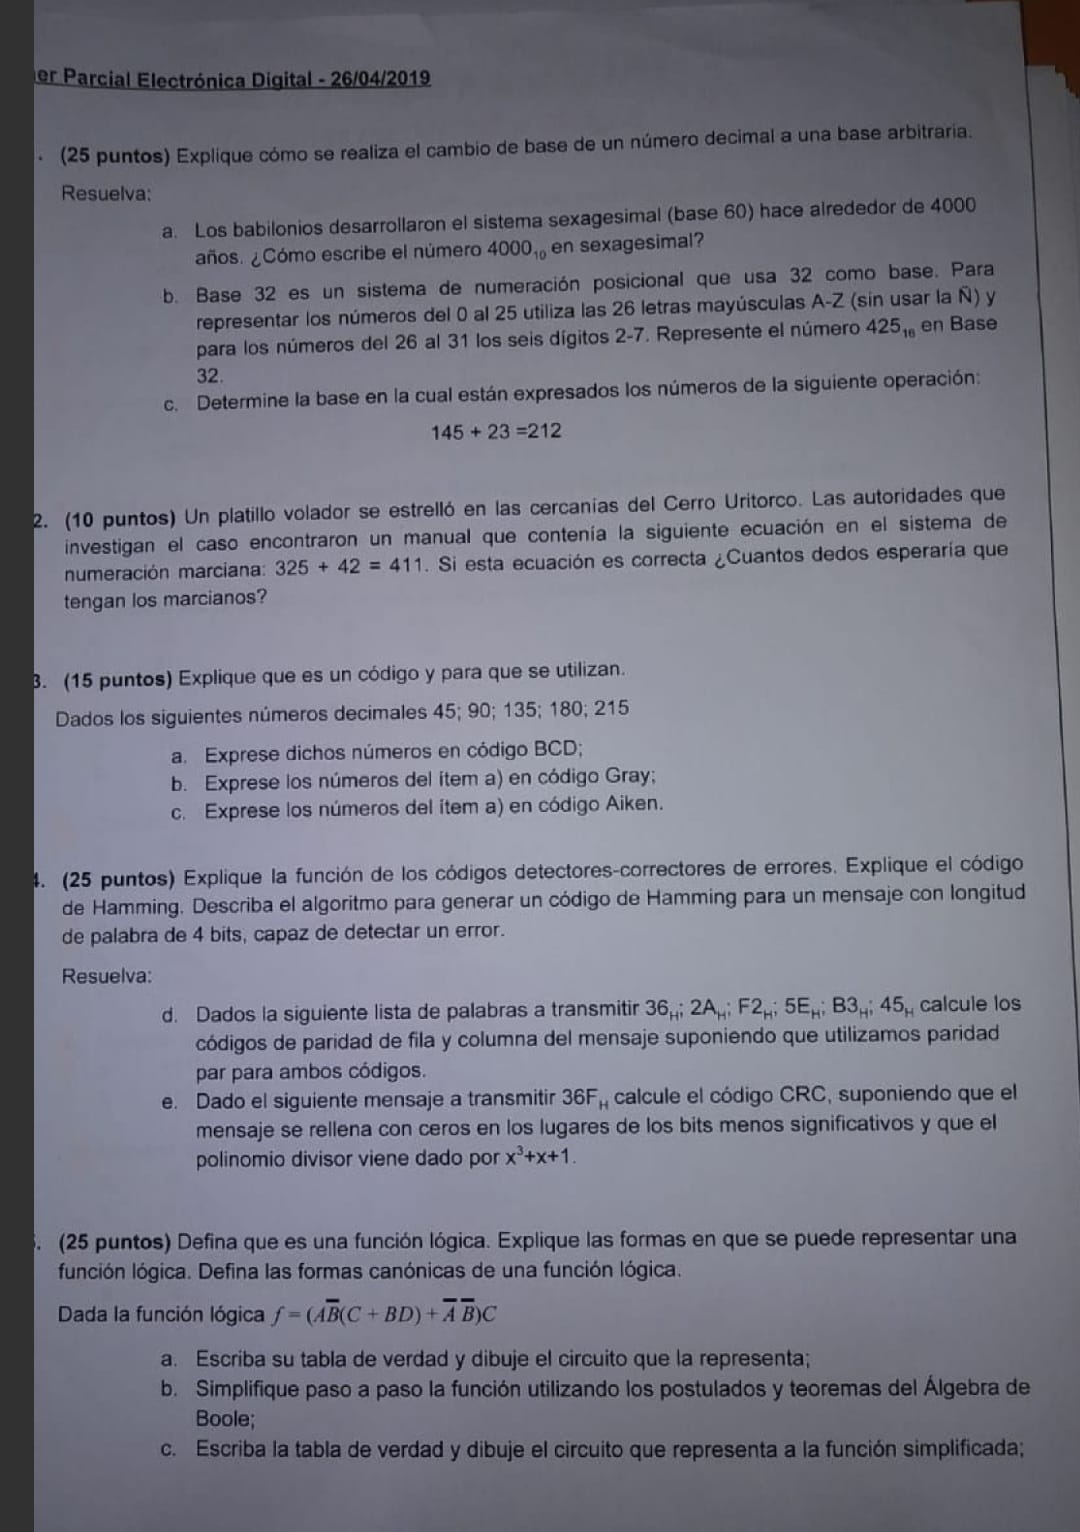 er Parcial Electrónica Digital - 26/04/2019
(25 puntos) Explique cómo se realiza el cambio de base de un número decimal a una base arbitraria.
Resuelva:
a. Los babilonios desarrollaron el sistema sexagesimal (base 60) hace alrededor de 4000
años. ¿Cómo escribe el número 4000₁₀ en sexagesimal?
b. Base 32 es un sistema de numeración posicional que usa 32 como base. Para
representar los números del 0 al 25 utiliza las 26 letras mayúsculas A-Z (sin usar la Ñ) y
para los números del 26 al 31 los seis dígitos 2-7. Represente el número 425₁₆ en Base
32.
c. Determine la base en la cual están expresados los números de la siguiente operación:
145 + 23 =212
2. (10 puntos) Un platillo volador se estrelló en las cercanías del Cerro Uritorco. Las autoridades que
investigan el caso encontraron un manual que contenía la siguiente ecuación en el sistema de
numeración marciana: 325 + 42 = 411. Si esta ecuación es correcta ¿Cuantos dedos esperaría que
tengan los marcianos?
3. (15 puntos) Explique que es un código y para que se utilizan.
Dados los siguientes números decimales 45; 90; 135; 180; 215
a. Exprese dichos números en código BCD;
b. Exprese los números del ítem a) en código Gray;
c. Exprese los números del ítem a) en código Aiken.
4. (25 puntos) Explique la función de los códigos detectores-correctores de errores. Explique el código
de Hamming. Describa el algoritmo para generar un código de Hamming para un mensaje con longitud
de palabra de 4 bits, capaz de detectar un error.
Resuelva:
d. Dados la siguiente lista de palabras a transmitir 36H; 2AH; F2H; 5EH; B3H; 45H calcule los
códigos de paridad de fila y columna del mensaje suponiendo que utilizamos paridad
par para ambos códigos.
e. Dado el siguiente mensaje a transmitir 36FH calcule el código CRC, suponiendo que el
mensaje se rellena con ceros en los lugares de los bits menos significativos y que el
polinomio divisor viene dado por x³+x+1.
. (25 puntos) Defina que es una función lógica. Explique las formas en que se puede representar una
función lógica. Defina las formas canónicas de una función lógica.
Dada la función lógica f = (AB̅(C + BD) + A̅ B̅)C
a. Escriba su tabla de verdad y dibuje el circuito que la representa;
b. Simplifique paso a paso la función utilizando los postulados y teoremas del Álgebra de
Boole;
c. Escriba la tabla de verdad y dibuje el circuito que representa a la función simplificada;